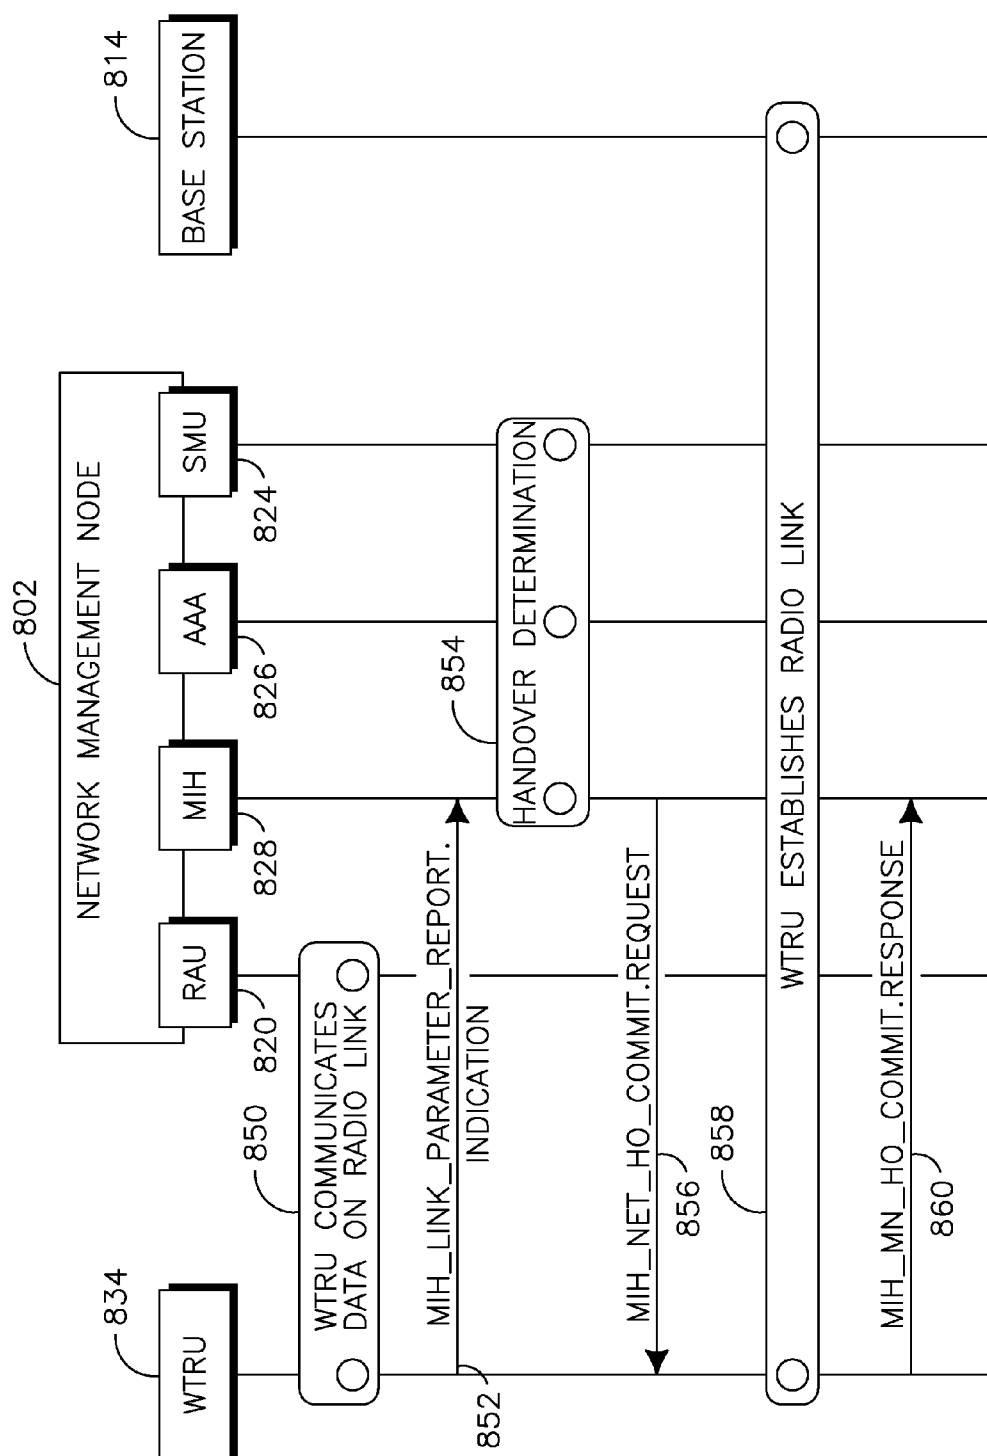 802
NETWORK MANAGEMENT NODE
834
WTRU
RAU
MIH
AAA
SMU
814
BASE STATION
820
828
826
824
850
WTRU COMMUNICATES
DATA ON RADIO LINK
MIH_LINK_PARAMETER_REPORT.
INDICATION
852
854
HANDOVER DETERMINATION
MIH_NET_HO_COMMIT.REQUEST
856
858
WTRU ESTABLISHES RADIO LINK
MIH_MN_HO_COMMIT.RESPONSE
860